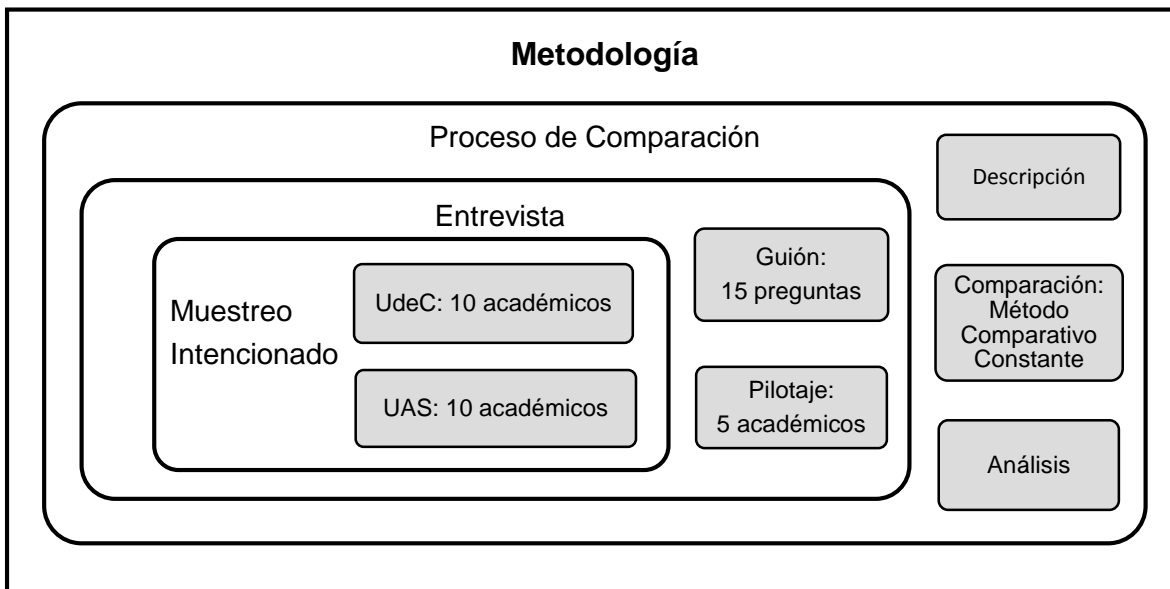 Metodología
Proceso de Comparación
Entrevista
Muestreo
Intencionado
UdeC: 10 académicos
UAS: 10 académicos
Guión:
15 preguntas
Pilotaje:
5 académicos
Descripción
Comparación:
Método
Comparativo
Constante
Análisis